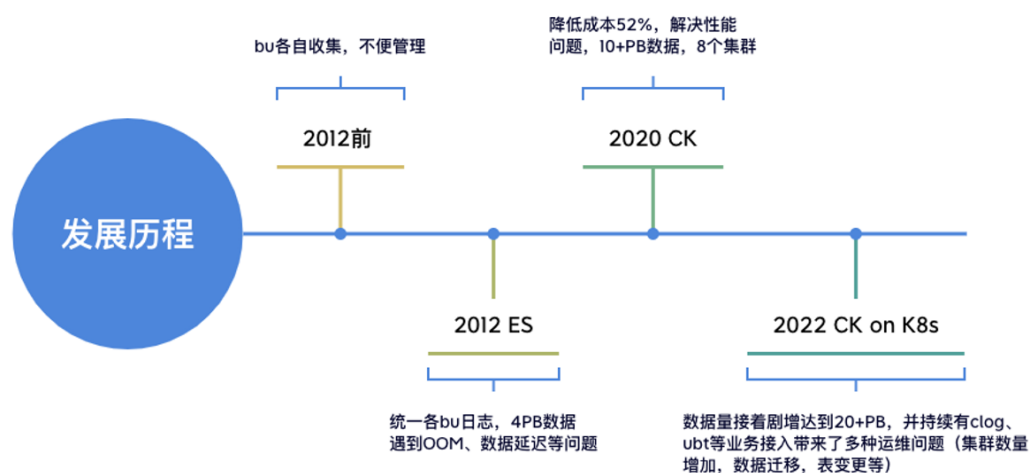 发展历程
bu各自收集，不便管理
2012前
2012 ES
统一各bu日志，4PB数据
遇到OOM、数据延迟等问题
降低成本52%，解决性能
问题，10+PB数据，8个集群
2020 CK
2022 CK on K8s
数据量接着剧增达到20+PB，并持续有clog、
ubt等业务接入带来了多种运维问题（集群数量
增加，数据迁移，表变更等）